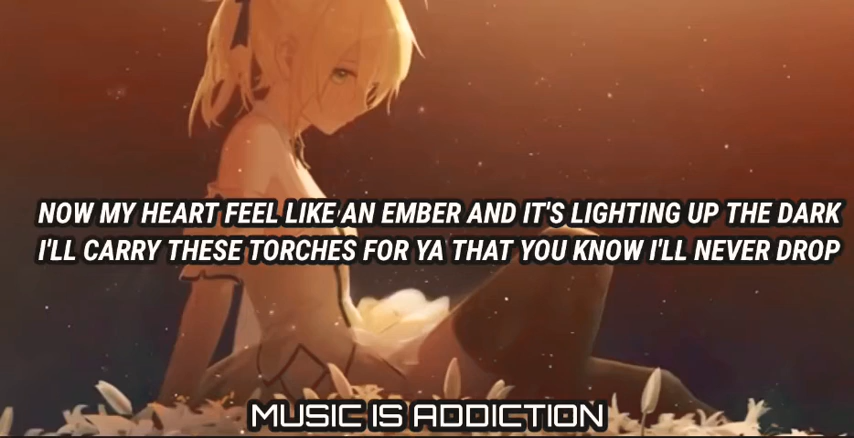 NOW MY HEART FEEL LIKE AN EMBER AND IT'S LIGHTING UP THE DARK
I'LL CARRY THESE TORCHES FOR YA THAT YOU KNOW I'LL NEVER DROP
MUSIC IS ADDICTION